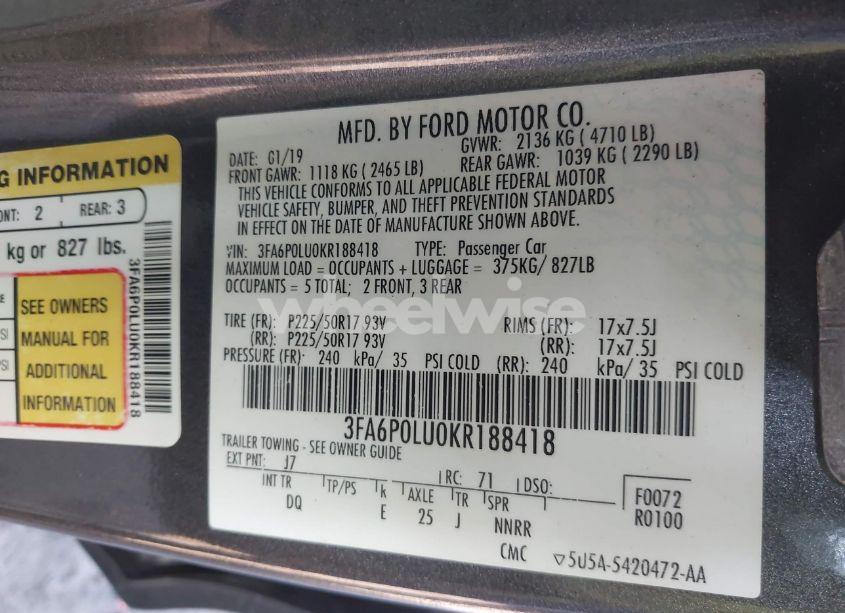 G INFORMATION
ONT: 2 REAR: 3
kg or 827 lbs.
SEE OWNERS
MANUAL FOR
ADDITIONAL
INFORMATION
3FA6P0LU0KR188418
MFD. BY FORD MOTOR CO.
DATE: 01/19 GVWR: 2136 KG ( 4710 LB)
FRONT GAWR: 1118 KG ( 2465 LB) REAR GAWR: 1039 KG ( 2290 LB)
THIS VEHICLE CONFORMS TO ALL APPLICABLE FEDERAL MOTOR
VEHICLE SAFETY, BUMPER, AND THEFT PREVENTION STANDARDS
IN EFFECT ON THE DATE OF MANUFACTURE SHOWN ABOVE.
VIN: 3FA6P0LU0KR188418 TYPE: Passenger Car
MAXIMUM LOAD = OCCUPANTS + LUGGAGE = 375KG/ 827LB
OCCUPANTS = 5 TOTAL; 2 FRONT, 3 REAR
wheelwise
TIRE (FR): P225/50R17 93V RIMS (FR): 17x7.5J
(RR): P225/50R17 93V (RR): 17x7.5J
PRESSURE (FR): 240 kPa/ 35 PSI COLD (RR): 240 kPa/ 35 PSI COLD
3FA6P0LU0KR188418
TRAILER TOWING - SEE OWNER GUIDE
EXT PNT: J7 RC: 71 DSO:
INT TR TP/PS k AXLE TR SPR F0072
DQ E 25 J NNRR R0100
CMC ▽5U5A-5420472-AA